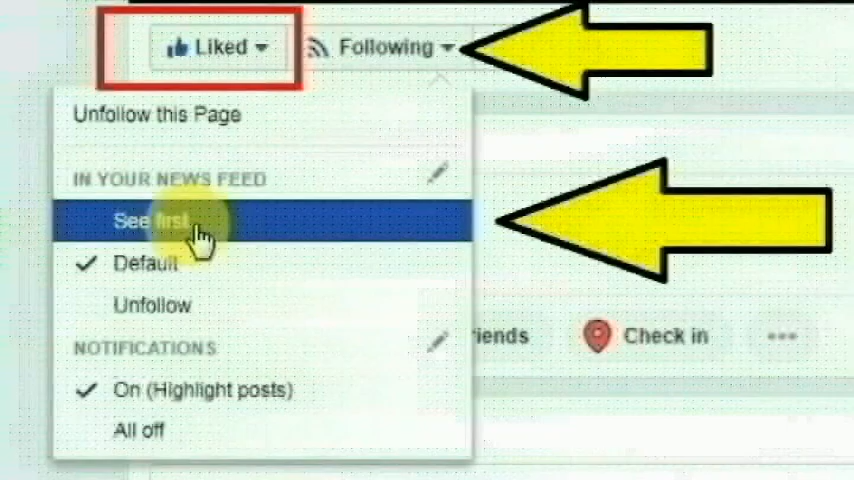 Liked Following
Unfollow this Page
IN YOUR NEWS FEED
See first
Default
Unfollow
NOTIFICATIONS
On (Highlight posts)
All off
riends Check in